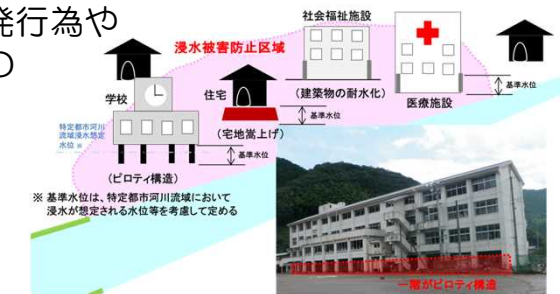 発行為や
の
社会福祉施設
浸水被害防止区域
学校
住宅
(建築物の耐水化)
医療施設
基準水位
基準水位
特定都市河川
流域浸水想定
水位 ※
(宅地嵩上げ)
基準水位
(ピロティ構造)
※ 基準水位は、特定都市河川流域において
浸水が想定される水位等を考慮して定める
一階がピロティ構造